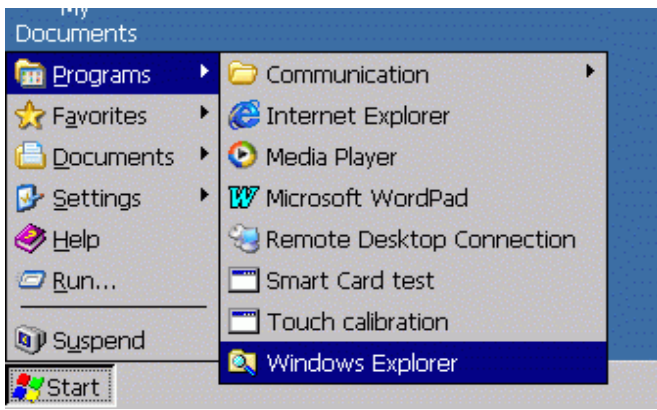 My
Documents
Programs
Favorites
Documents
Settings
Help
Run...
Suspend
Start
Communication
Internet Explorer
Media Player
Microsoft WordPad
Remote Desktop Connection
Smart Card test
Touch calibration
Windows Explorer